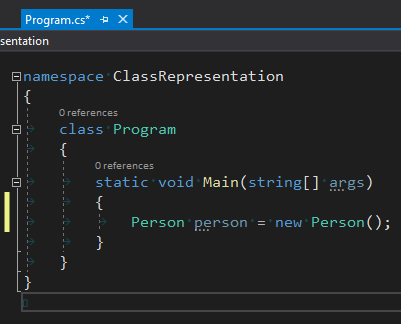 Program.cs*
sentation
namespace ClassRepresentation
{
0 references
class Program
{
0 references
static void Main(string[] args)
{
Person person = new Person();
}
}
}